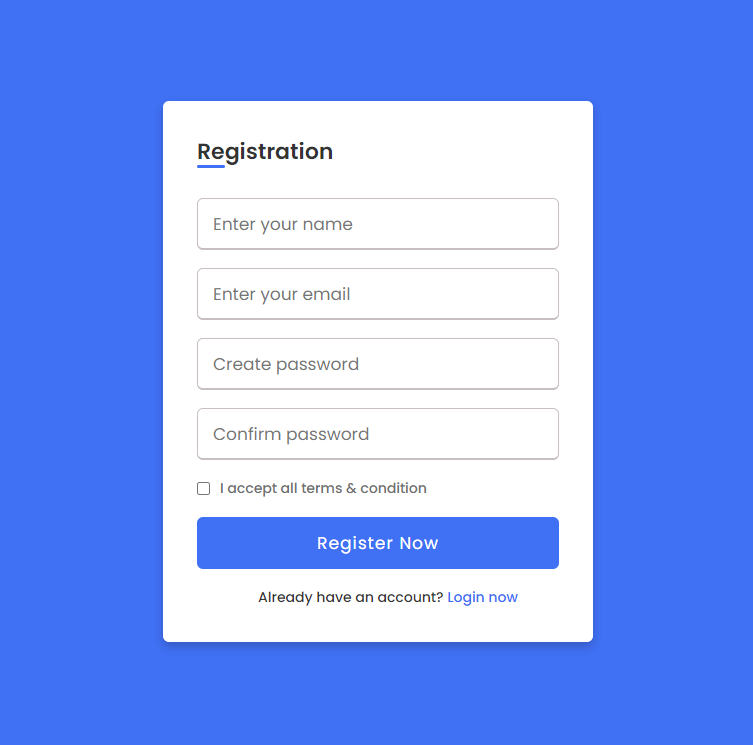 Registration
Enter your name
Enter your email
Create password
Confirm password
I accept all terms & condition
Register Now
Already have an account? Login now